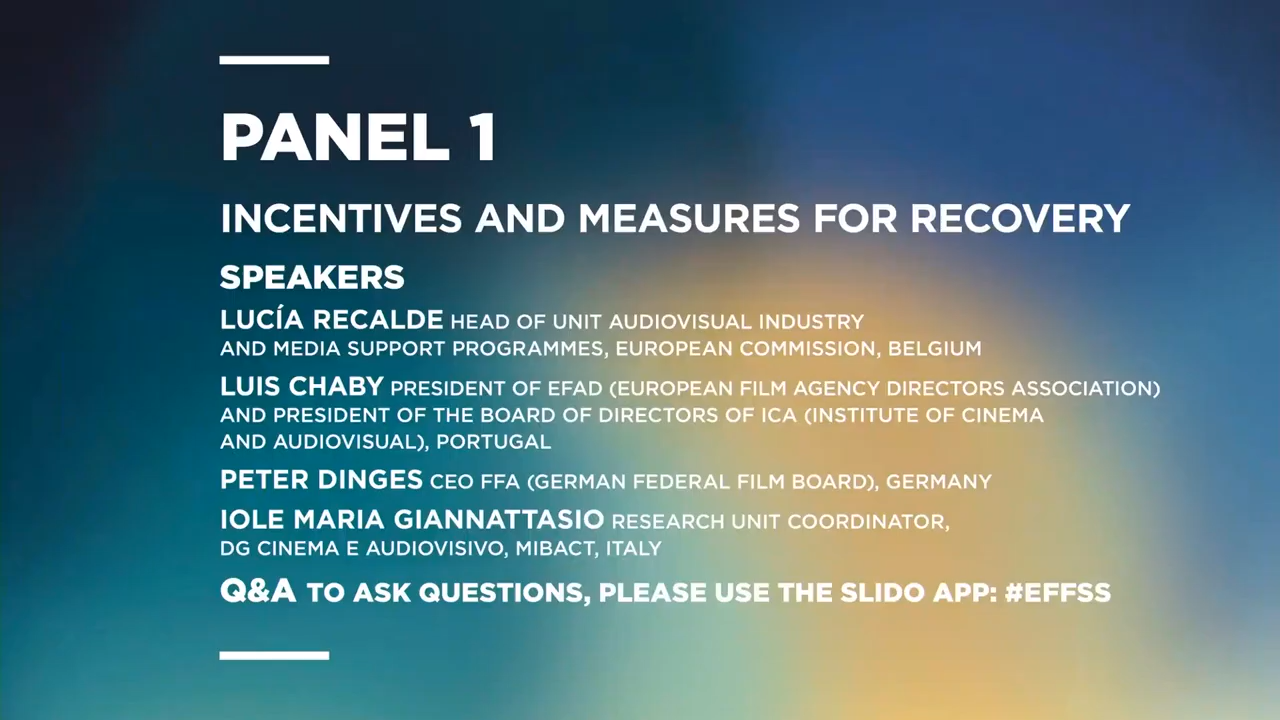 PANEL 1
INCENTIVES AND MEASURES FOR RECOVERY
SPEAKERS
LUCÍA RECALDE HEAD OF UNIT AUDIOVISUAL INDUSTRY
AND MEDIA SUPPORT PROGRAMMES, EUROPEAN COMMISSION, BELGIUM
LUIS CHABY PRESIDENT OF EFAD (EUROPEAN FILM AGENCY DIRECTORS ASSOCIATION)
AND PRESIDENT OF THE BOARD OF DIRECTORS OF ICA (INSTITUTE OF CINEMA
AND AUDIOVISUAL), PORTUGAL
PETER DINGES CEO FFA (GERMAN FEDERAL FILM BOARD), GERMANY
IOLE MARIA GIANNATTASIO RESEARCH UNIT COORDINATOR,
DG CINEMA E AUDIOVISIVO, MIBACT, ITALY
Q&A TO ASK QUESTIONS, PLEASE USE THE SLIDO APP: #EFFSS